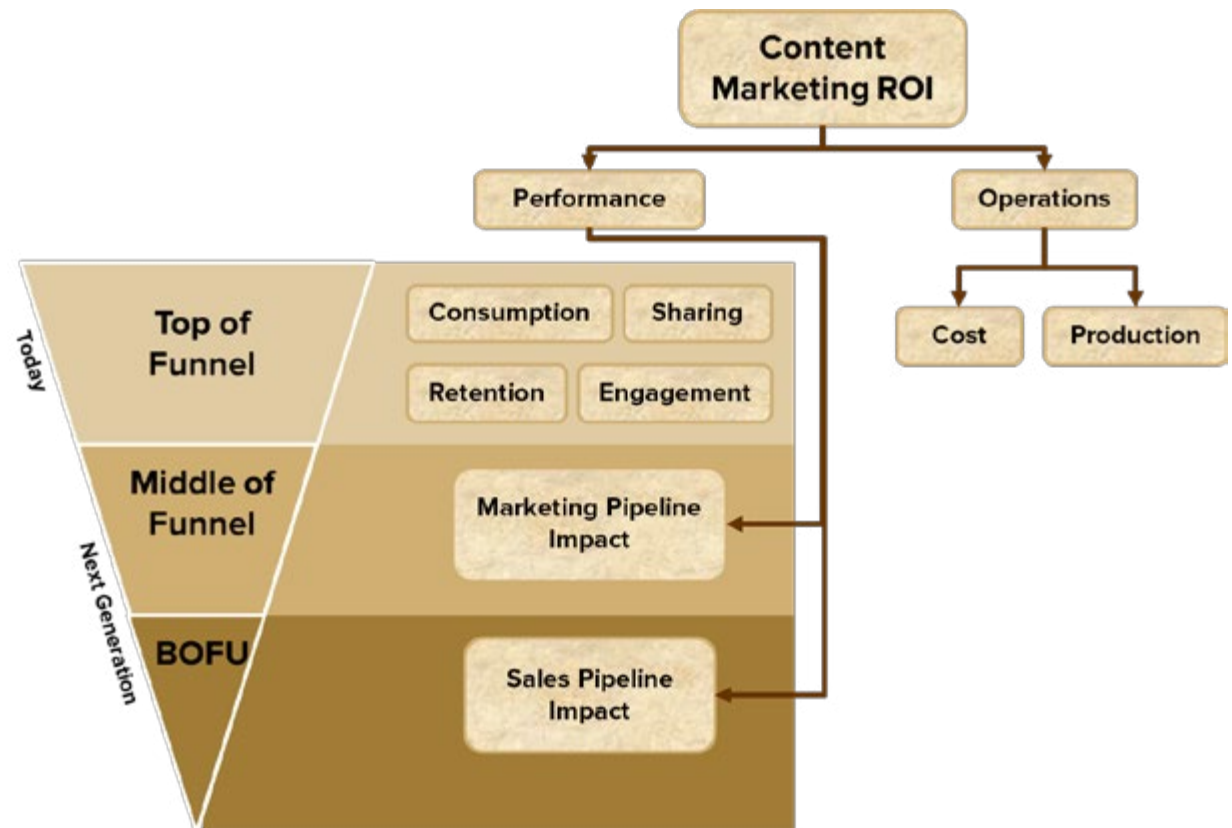 Content
Marketing ROI
Performance
Operations
Cost
Production
Today
Top of
Funnel
Consumption
Sharing
Retention
Engagement
Next Generation
Middle of
Funnel
Marketing Pipeline
Impact
BOFU
Sales Pipeline
Impact